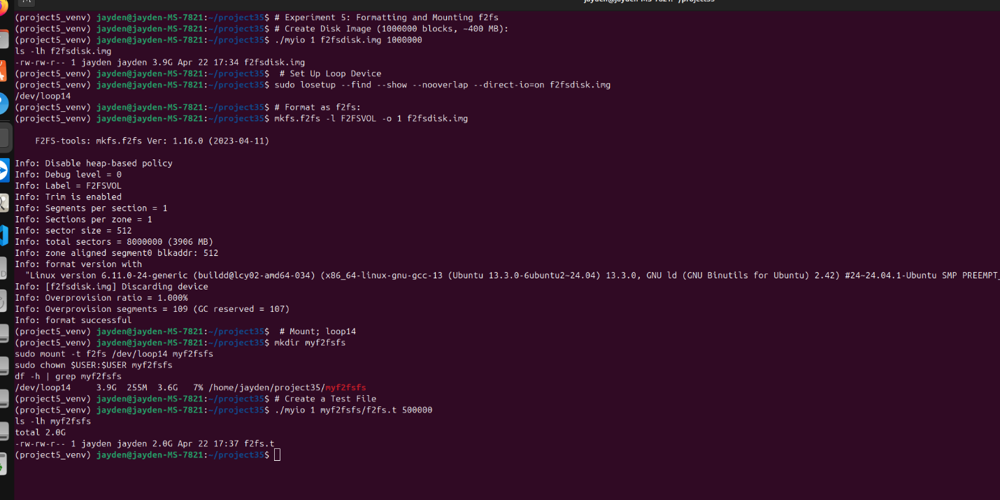 jayden@jayden-MS-7821: ~/project35
(project5_venv) jayden@jayden-MS-7821:~/project35$ # Experiment 5: Formatting and Mounting f2fs
(project5_venv) jayden@jayden-MS-7821:~/project35$ # Create Disk Image (1000000 blocks, ~400 MB):
(project5_venv) jayden@jayden-MS-7821:~/project35$ ./myio 1 f2fsdisk.img 1000000
ls -lh f2fsdisk.img
-rw-rw-r-- 1 jayden jayden 3.9G Apr 22 17:34 f2fsdisk.img
(project5_venv) jayden@jayden-MS-7821:~/project35$  # Set Up Loop Device
(project5_venv) jayden@jayden-MS-7821:~/project35$ sudo losetup --find --show --nooverlap --direct-io=on f2fsdisk.img
/dev/loop14
(project5_venv) jayden@jayden-MS-7821:~/project35$ # Format as f2fs:
(project5_venv) jayden@jayden-MS-7821:~/project35$ mkfs.f2fs -l F2FSVOL -o 1 f2fsdisk.img
F2FS-tools: mkfs.f2fs Ver: 1.16.0 (2023-04-11)
Info: Disable heap-based policy
Info: Debug level = 0
Info: Label = F2FSVOL
Info: Trim is enabled
Info: Segments per section = 1
Info: Sections per zone = 1
Info: sector size = 512
Info: total sectors = 8000000 (3906 MB)
Info: zone aligned segment0 blkaddr: 512
Info: format version with
"Linux version 6.11.0-24-generic (buildd@lcy02-amd64-034) (x86_64-linux-gnu-gcc-13 (Ubuntu 13.3.0-6ubuntu2~24.04) 13.3.0, GNU ld (GNU Binutils for Ubuntu) 2.42) #24~24.04.1-Ubuntu SMP PREEMPT_
Info: [f2fsdisk.img] Discarding device
Info: Overprovision ratio = 1.000%
Info: Overprovision segments = 109 (GC reserved = 107)
Info: format successful
(project5_venv) jayden@jayden-MS-7821:~/project35$  # Mount; loop14
(project5_venv) jayden@jayden-MS-7821:~/project35$ mkdir myf2fsfs
sudo mount -t f2fs /dev/loop14 myf2fsfs
sudo chown $USER:$USER myf2fsfs
df -h | grep myf2fsfs
/dev/loop14     3.9G  255M  3.6G   7% /home/jayden/project35/myf2fsfs
(project5_venv) jayden@jayden-MS-7821:~/project35$ # Create a Test File
(project5_venv) jayden@jayden-MS-7821:~/project35$ ./myio 1 myf2fsfs/f2fs.t 500000
ls -lh myf2fsfs
total 2.0G
-rw-rw-r-- 1 jayden jayden 2.0G Apr 22 17:37 f2fs.t
(project5_venv) jayden@jayden-MS-7821:~/project35$